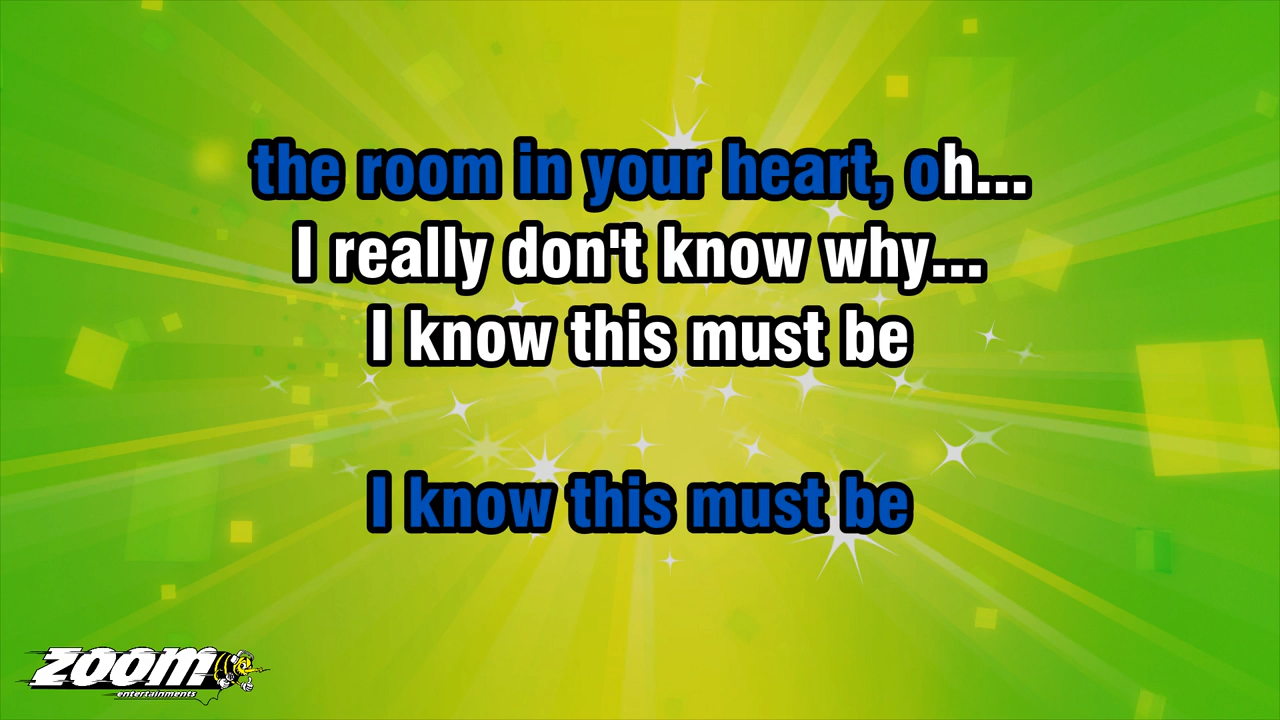 the room in your heart, oh...
I really don't know why...
I know this must be
I know this must be
zoom
entertainments